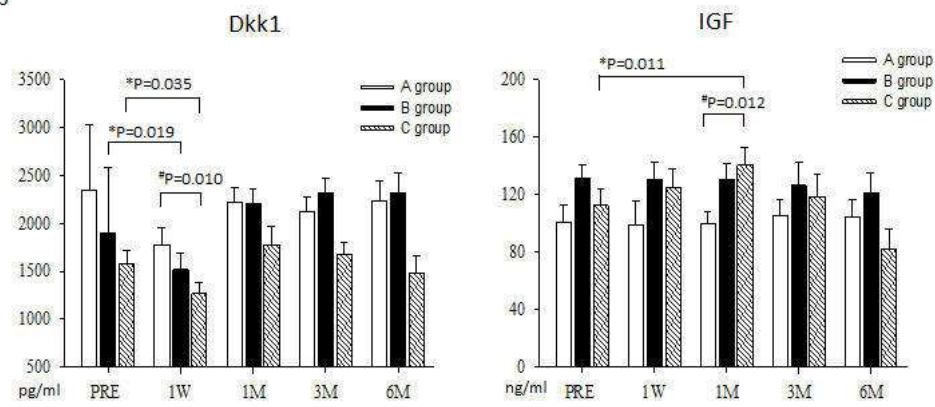 Dkk1
3500
3000
2500
2000
1500
1000
500
pg/ml
PRE 1W 1M 3M 6M
*P=0.035
*P=0.019
#P=0.010
A group
B group
C group
IGF
200
160
120
80
40
0
ng/ml
PRE 1W 1M 3M 6M
*P=0.011
#P=0.012
A group
B group
C group